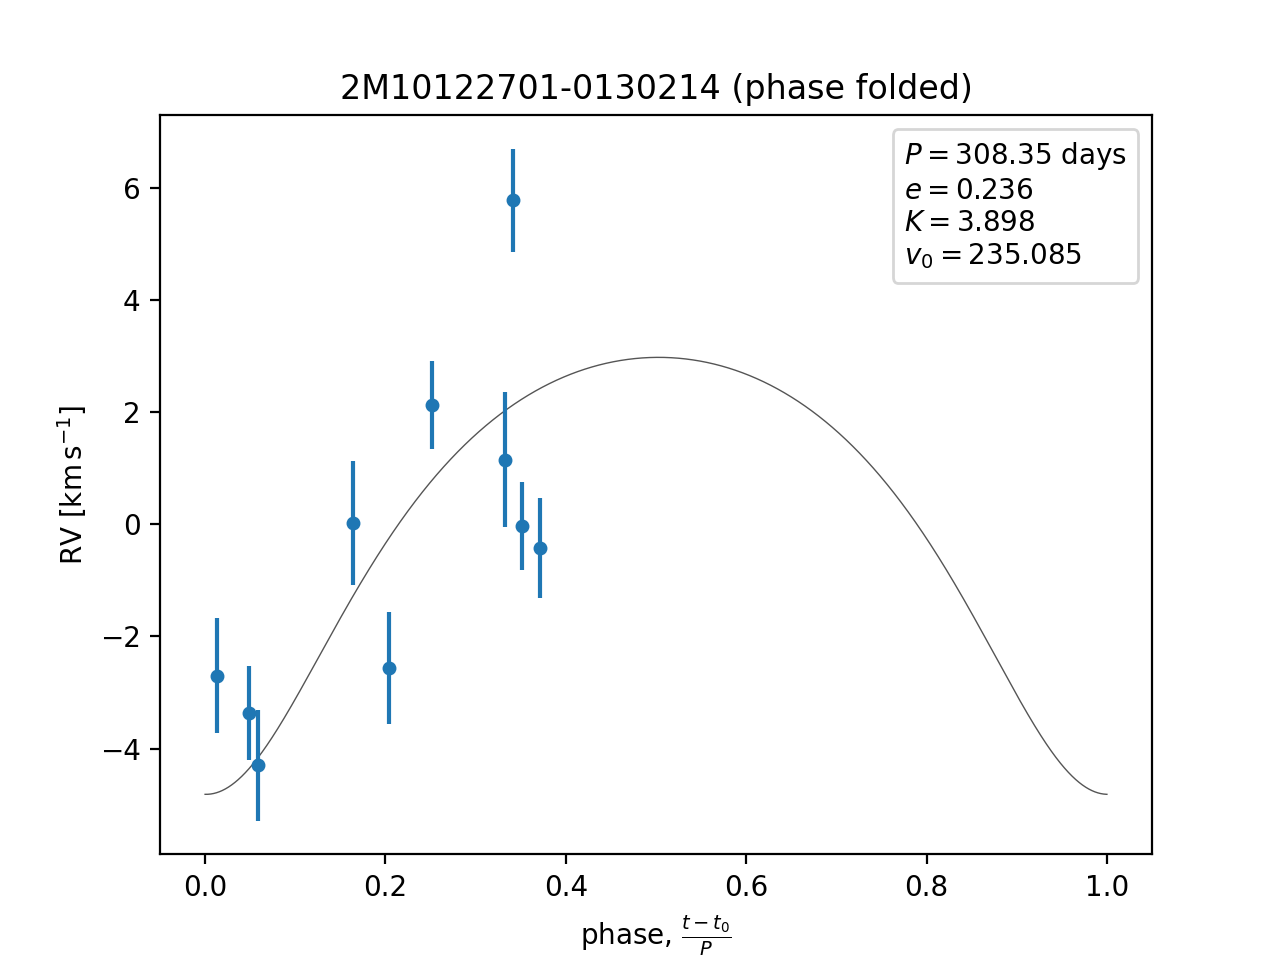 2M10122701-0130214 (phase folded)
P = 308.35 days
e = 0.236
K = 3.898
v₀ = 235.085
6
4
2
0
−2
−4
RV [km s⁻¹]
0.0 0.2 0.4 0.6 0.8 1.0
phase, (t − t₀)/P